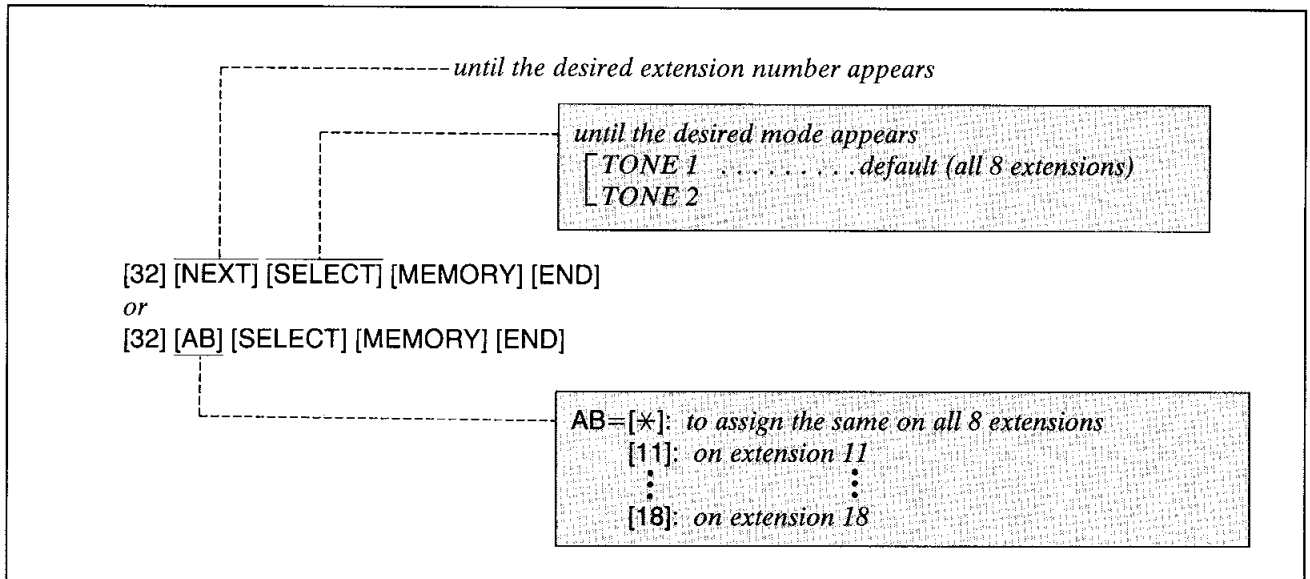 until the desired extension number appears
until the desired mode appears
TONE 1 . . . . . . . . . default (all 8 extensions)
TONE 2
[32] [NEXT] [SELECT] [MEMORY] [END]
or
[32] [AB] [SELECT] [MEMORY] [END]
AB=[✳]: to assign the same on all 8 extensions
[11]: on extension 11
[18]: on extension 18